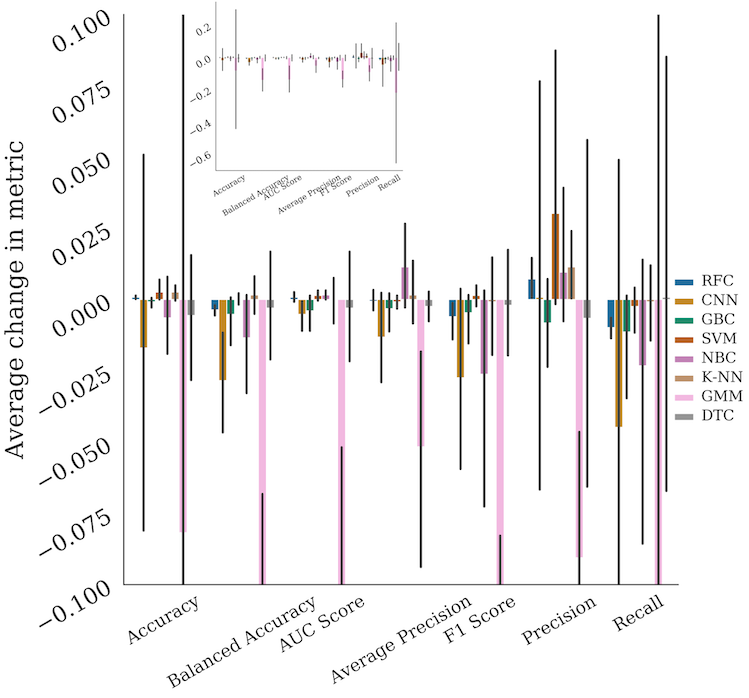 0.2
0.0
−0.2
−0.4
−0.6
Accuracy
Balanced Accuracy
AUC Score
Average Precision
F1 Score
Precision
Recall
Average change in metric
0.100
0.075
0.050
0.025
0.000
−0.025
−0.050
−0.075
−0.100
RFC
CNN
GBC
SVM
NBC
K-NN
GMM
DTC
Accuracy
Balanced Accuracy
AUC Score
Average Precision
F1 Score
Precision
Recall